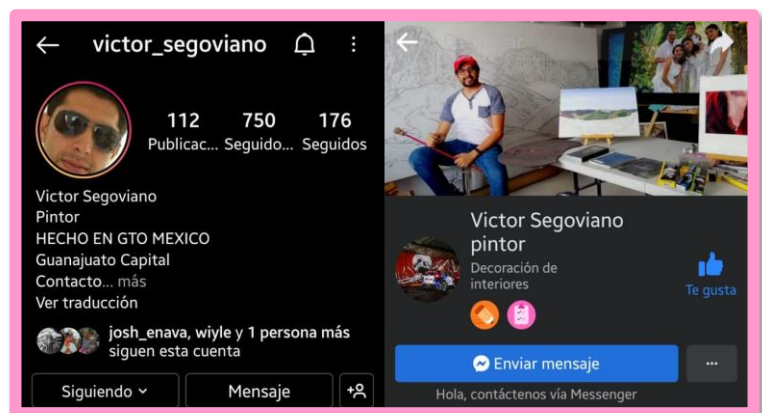 victor_segoviano
112 750 176
Publicac... Seguido... Seguidos
Victor Segoviano
Pintor
HECHO EN GTO MEXICO
Guanajuato Capital
Contacto... más
Ver traducción
josh_enava, wiyle y 1 persona más
siguen esta cuenta
Siguiendo
Mensaje
Victor Segoviano
pintor
Decoración de
interiores
Te gusta
Enviar mensaje
Hola, contáctenos vía Messenger